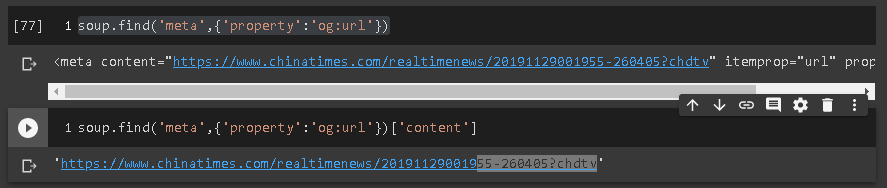 [77] 1 soup.find('meta',{'property':'og:url'})
<meta content="https://www.chinatimes.com/realtimenews/20191129001955-260405?chdtv" itemprop="url" prop
1 soup.find('meta',{'property':'og:url'})['content']
'https://www.chinatimes.com/realtimenews/20191129001955-260405?chdtv'